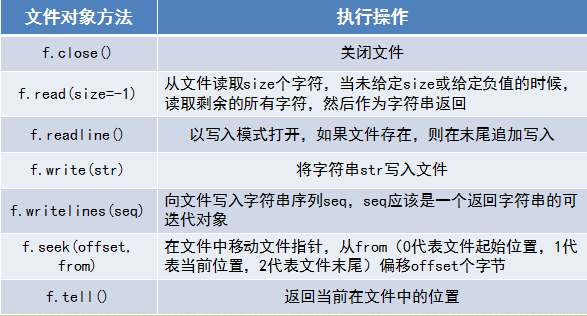 文件对象方法 执行操作
f.close() 关闭文件
f.read(size=-1) 从文件读取size个字符，当未给定size或给定负值的时候，
读取剩余的所有字符，然后作为字符串返回
f.readline() 以写入模式打开，如果文件存在，则在末尾追加写入
f.write(str) 将字符串str写入文件
f.writelines(seq) 向文件写入字符串序列seq，seq应该是一个返回字符串的可
迭代对象
f.seek(offset, 在文件中移动文件指针，从from（0代表文件起始位置，1代
from) 表当前位置，2代表文件末尾）偏移offset个字节
f.tell() 返回当前在文件中的位置